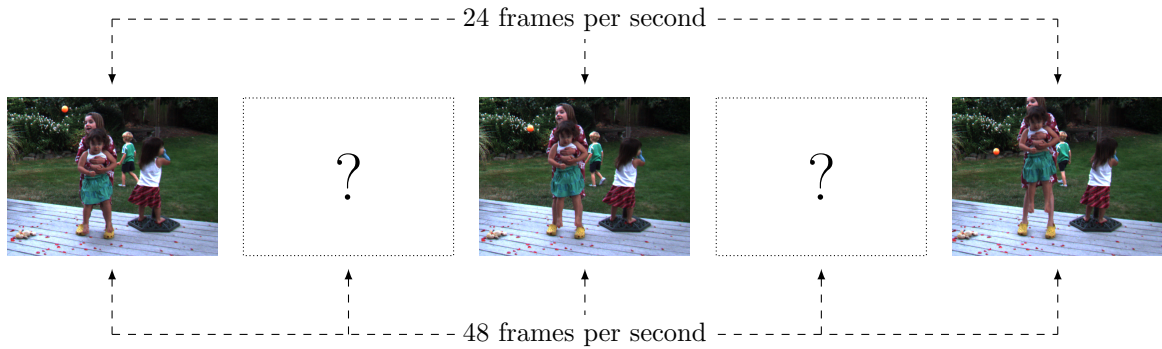 24 frames per second
?
?
48 frames per second